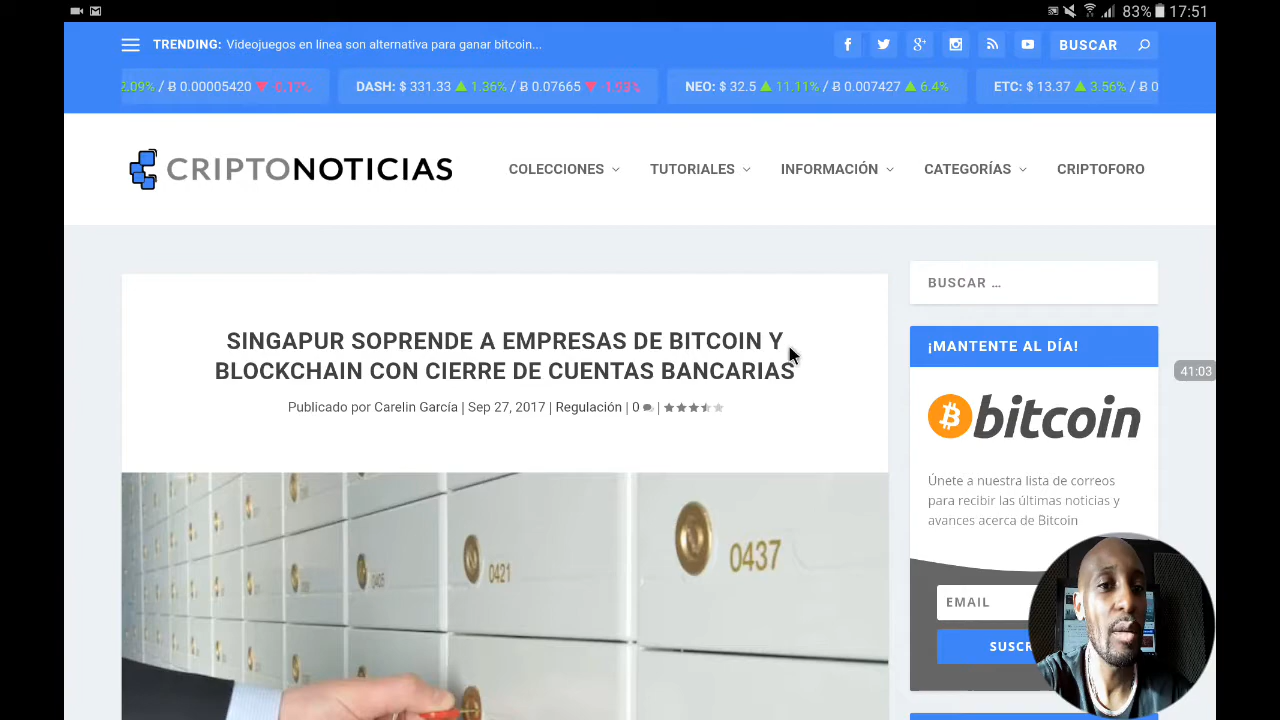 83% 17:51
TRENDING: Videojuegos en línea son alternativa para ganar bitcoin...
BUSCAR
2.09% / Ƀ 0.00005420 ▼ -0.17%
DASH: $ 331.33 ▲ 1.36% / Ƀ 0.07665 ▼ -1.93%
NEO: $ 32.5 ▲ 11.11% / Ƀ 0.007427 ▲ 6.4%
ETC: $ 13.37 ▲ 3.56% / Ƀ 0
CRIPTONOTICIAS
COLECCIONES
TUTORIALES
INFORMACIÓN
CATEGORÍAS
CRIPTOFORO
SINGAPUR SOPRENDE A EMPRESAS DE BITCOIN Y
BLOCKCHAIN CON CIERRE DE CUENTAS BANCARIAS
Publicado por Carelin García | Sep 27, 2017 | Regulación | 0
0405
0421
0437
BUSCAR …
¡MANTENTE AL DÍA!
bitcoin
Únete a nuestra lista de correos
para recibir las últimas noticias y
avances acerca de Bitcoin
EMAIL
SUSCR
41:03